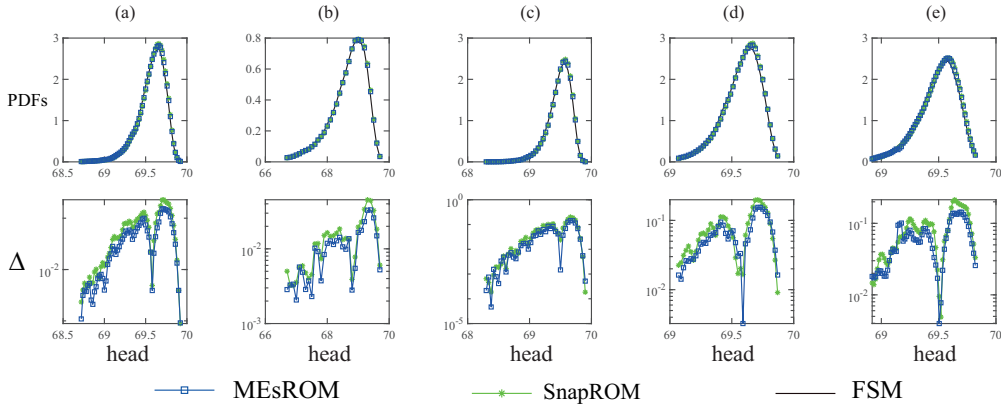 (a) (b) (c) (d) (e)
PDFs
3 2 1 0
68.5 69 69.5 70
0.8 0.6 0.4 0.2 0
66 67 68 69 70
3 2 1 0
68 69 70
3 2 1 0
69 69.5 70
3 2 1 0
69 69.5 70
Δ
10-2
68.5 69 69.5 70
10-2 10-3
66 67 68 69 70
100 10-5
68 69 70
10-1 10-2
69 69.5 70
10-1 10-2
69 69.5 70
head head head head head
MEsROM SnapROM FSM